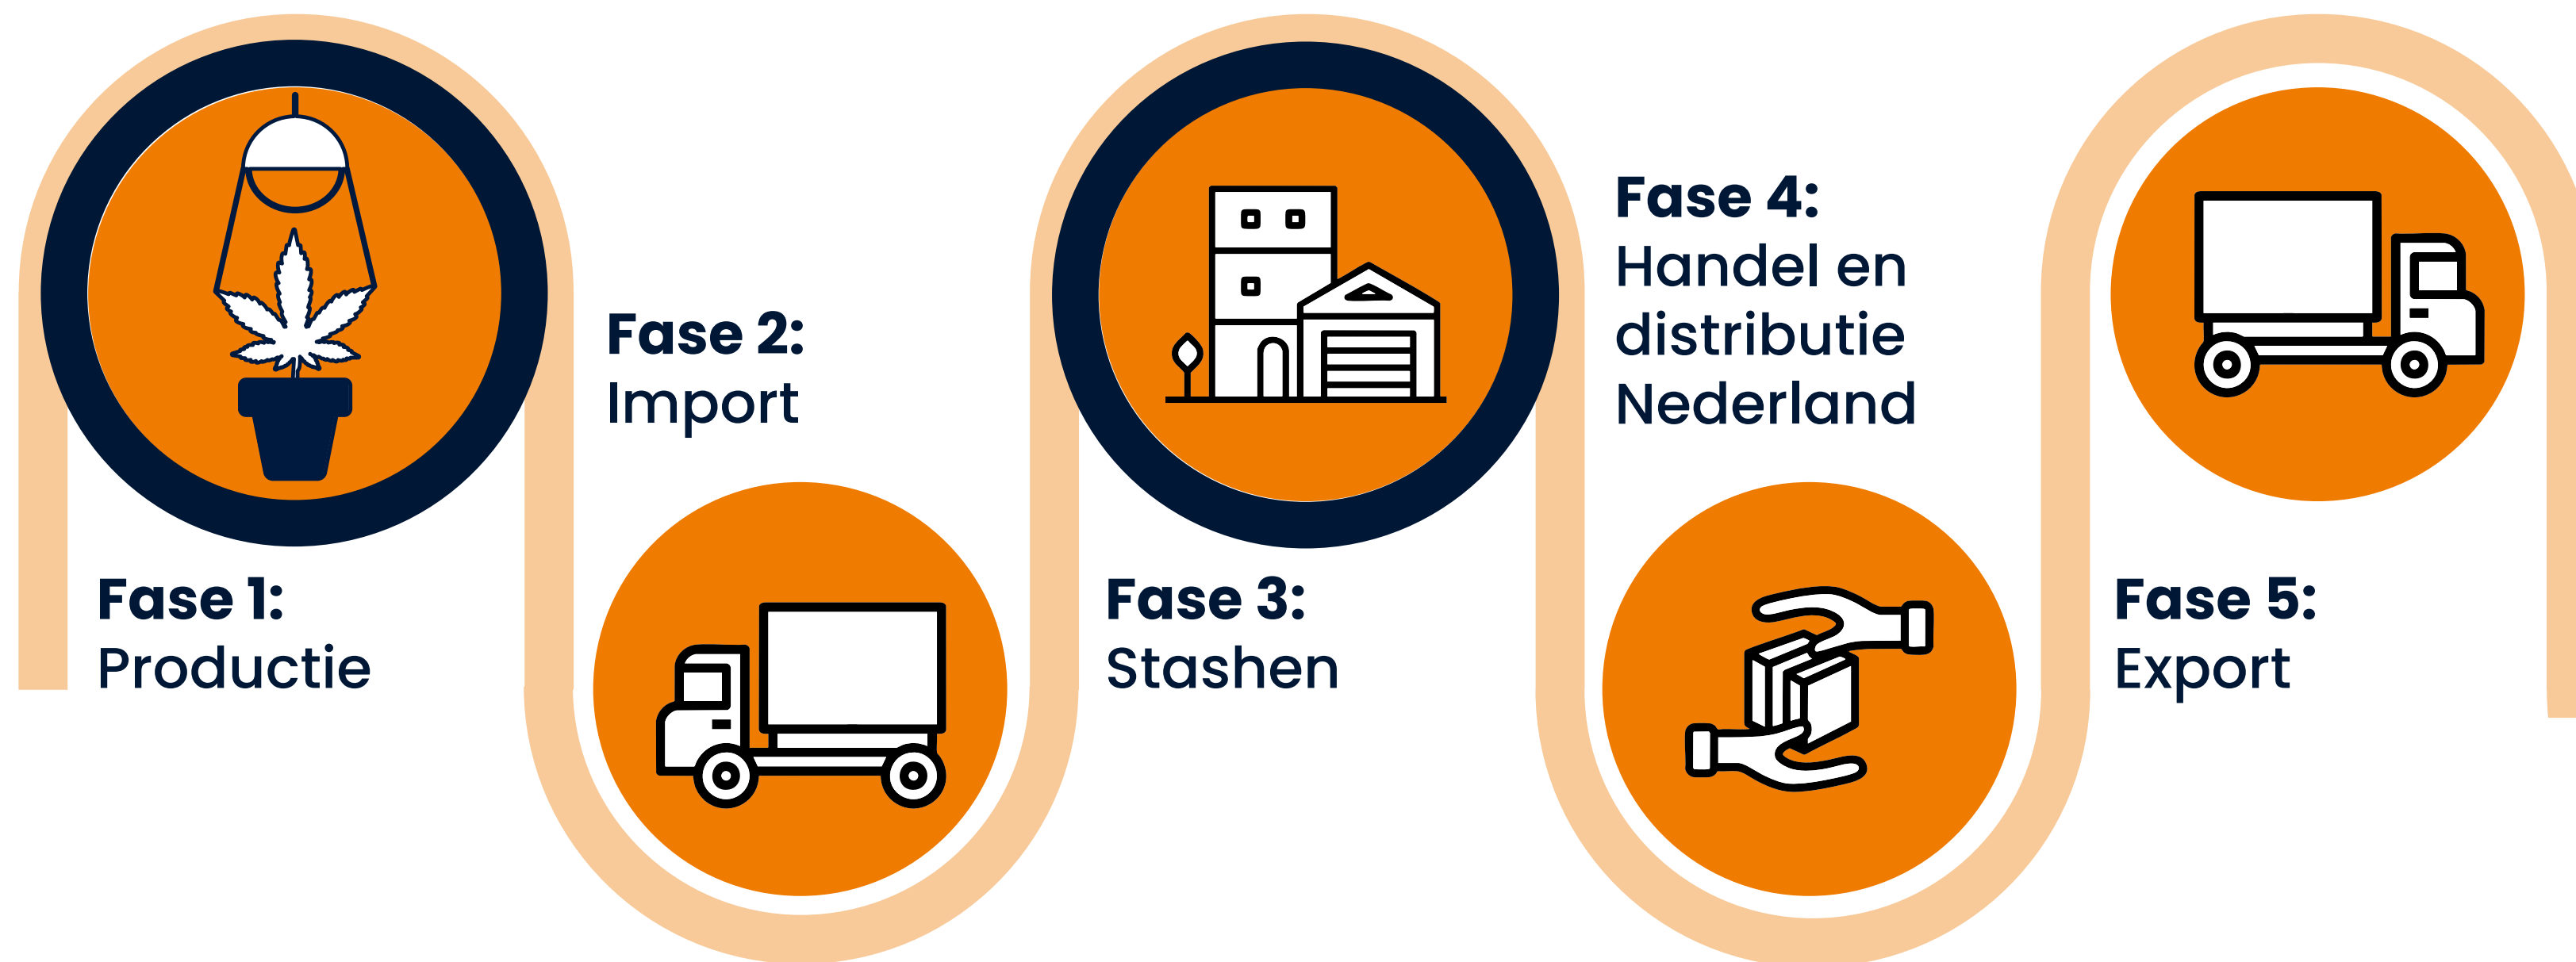 Fase 1:
Productie
Fase 2:
Import
Fase 3:
Stashen
Fase 4:
Handel en
distributie
Nederland
Fase 5:
Export